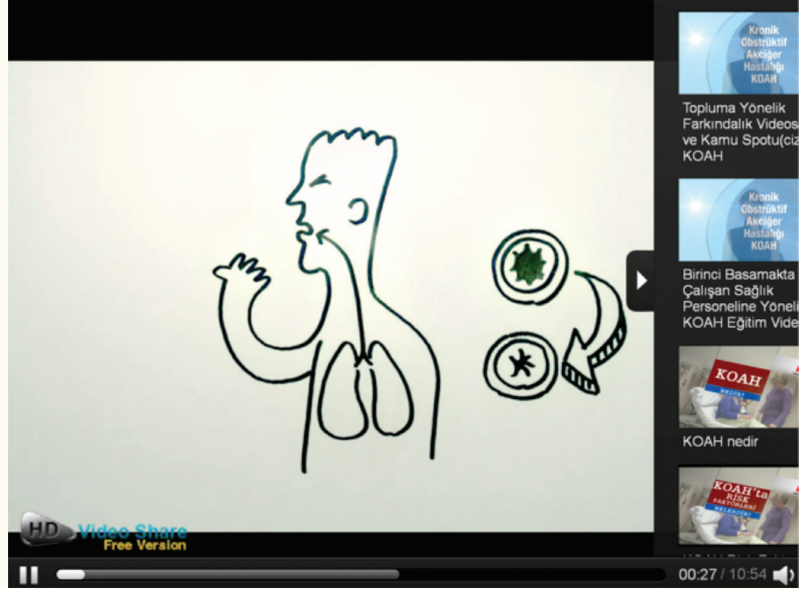 Kronik
Obstrüktif
Akciğer
Hastalığı
KOAH
Topluma Yönelik
Farkındalık Videos
ve Kamu Spotu(ciz
KOAH
Kronik
Obstrüktif
Akciğer
Hastalığı
KOAH
Birinci Basamakta
Çalışan Sağlık
Personeline Yöneli
KOAH Eğitim Vide
KOAH
NEDİR?
KOAH nedir
KOAH'ta
RİSK
FAKTÖRLERİ
NELERDİR?
HD Video Share
Free Version
00:27 / 10:54